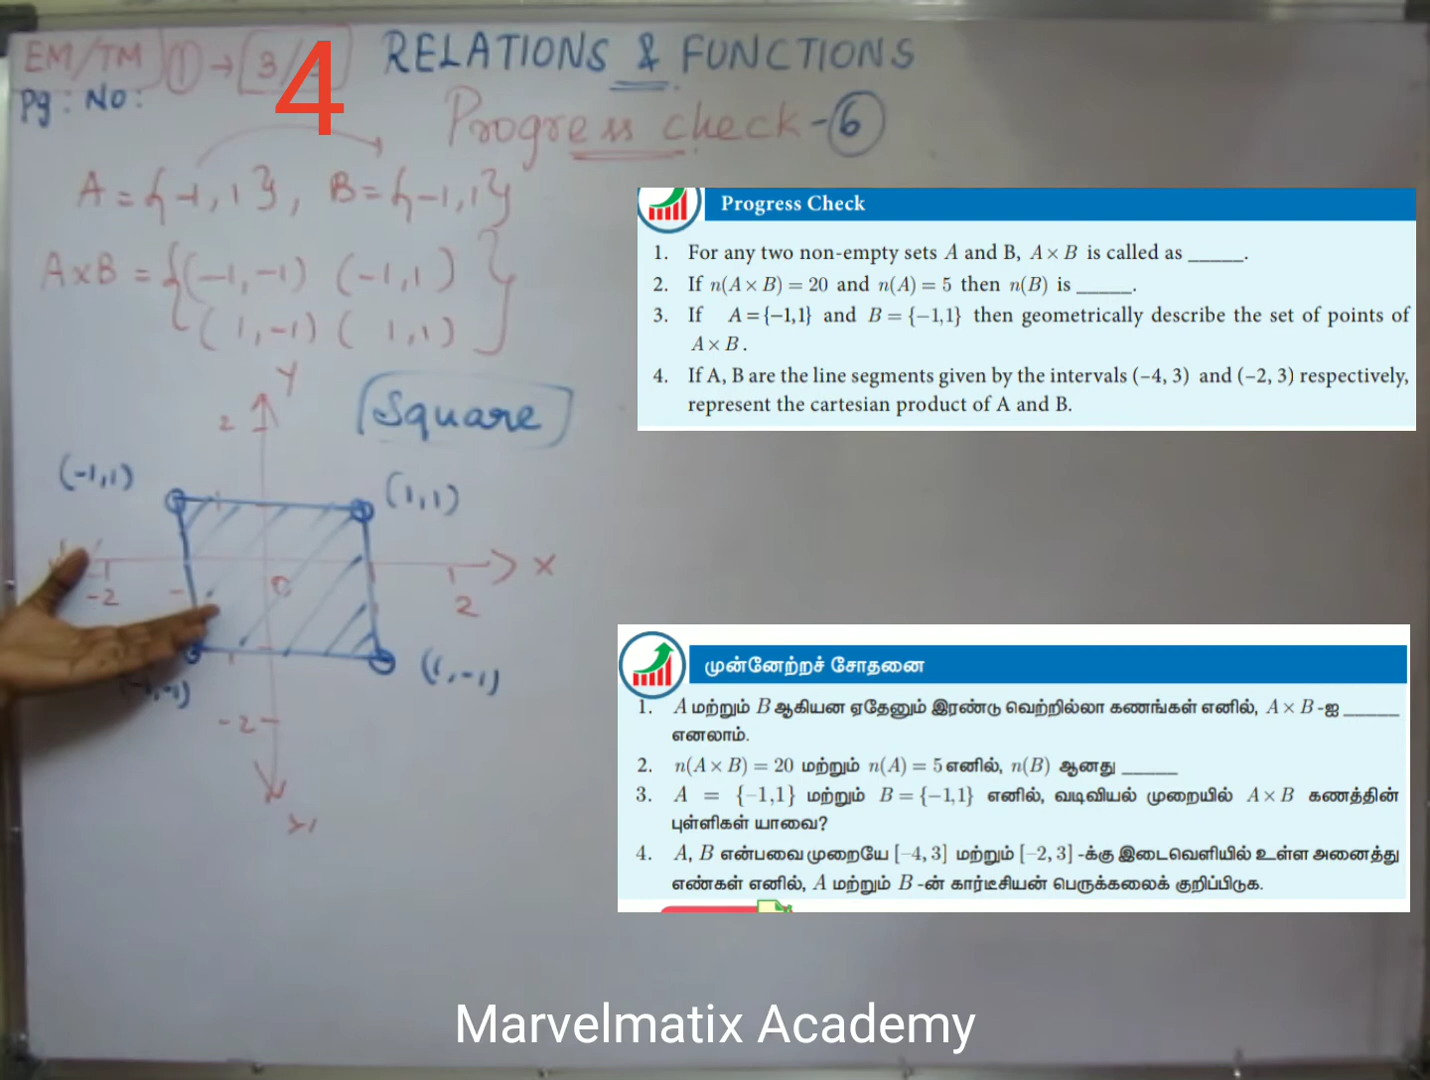 EM/TM ① → 3/4
RELATIONS & FUNCTIONS
Pg : No :
Progress check - ⑥
A = {-1, 1}, B = {-1, 1}
A×B = {(-1, -1) (-1, 1)
(1, -1) (1, 1)}
Y
2
Square
(-1, 1)
(1, 1)
-2
0
2
X
(1, -1)
-2
Progress Check
1. For any two non-empty sets A and B, A × B is called as _____.
2. If n(A × B) = 20 and n(A) = 5 then n(B) is _____.
3. If A = {−1,1} and B = {−1,1} then geometrically describe the set of points of
A × B.
4. If A, B are the line segments given by the intervals (−4, 3) and (−2, 3) respectively,
represent the cartesian product of A and B.
முன்னேற்றச் சோதனை
1. A மற்றும் B ஆகியன ஏதேனும் இரண்டு வெற்றில்லா கணங்கள் எனில், A × B -ஐ _____
எனலாம்.
2. n(A × B) = 20 மற்றும் n(A) = 5 எனில், n(B) ஆனது _____
3. A = {−1,1} மற்றும் B = {−1,1} எனில், வடிவியல் முறையில் A × B கணத்தின்
புள்ளிகள் யாவை?
4. A, B என்பவை முறையே [−4, 3] மற்றும் [−2, 3] -க்கு இடைவெளியில் உள்ள அனைத்து
எண்கள் எனில், A மற்றும் B -ன் கார்டீசியன் பெருக்கலைக் குறிப்பிடுக.
Marvelmatix Academy